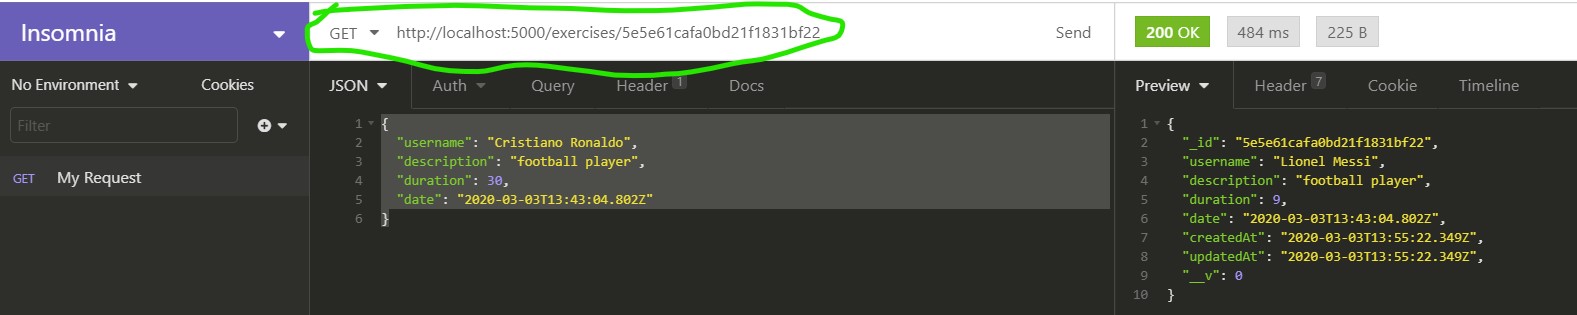 Insomnia
GET http://localhost:5000/exercises/5e5e61cafa0bd21f1831bf22 Send
200 OK 484 ms 225 B
No Environment Cookies
JSON Auth Query Header 1 Docs
Preview Header 7 Cookie Timeline
Filter
GET My Request
1 {
2 "username": "Cristiano Ronaldo",
3 "description": "football player",
4 "duration": 30,
5 "date": "2020-03-03T13:43:04.802Z"
6 }
1 {
2 "_id": "5e5e61cafa0bd21f1831bf22",
3 "username": "Lionel Messi",
4 "description": "football player",
5 "duration": 9,
6 "date": "2020-03-03T13:43:04.802Z",
7 "createdAt": "2020-03-03T13:55:22.349Z",
8 "updatedAt": "2020-03-03T13:55:22.349Z",
9 "__v": 0
10 }